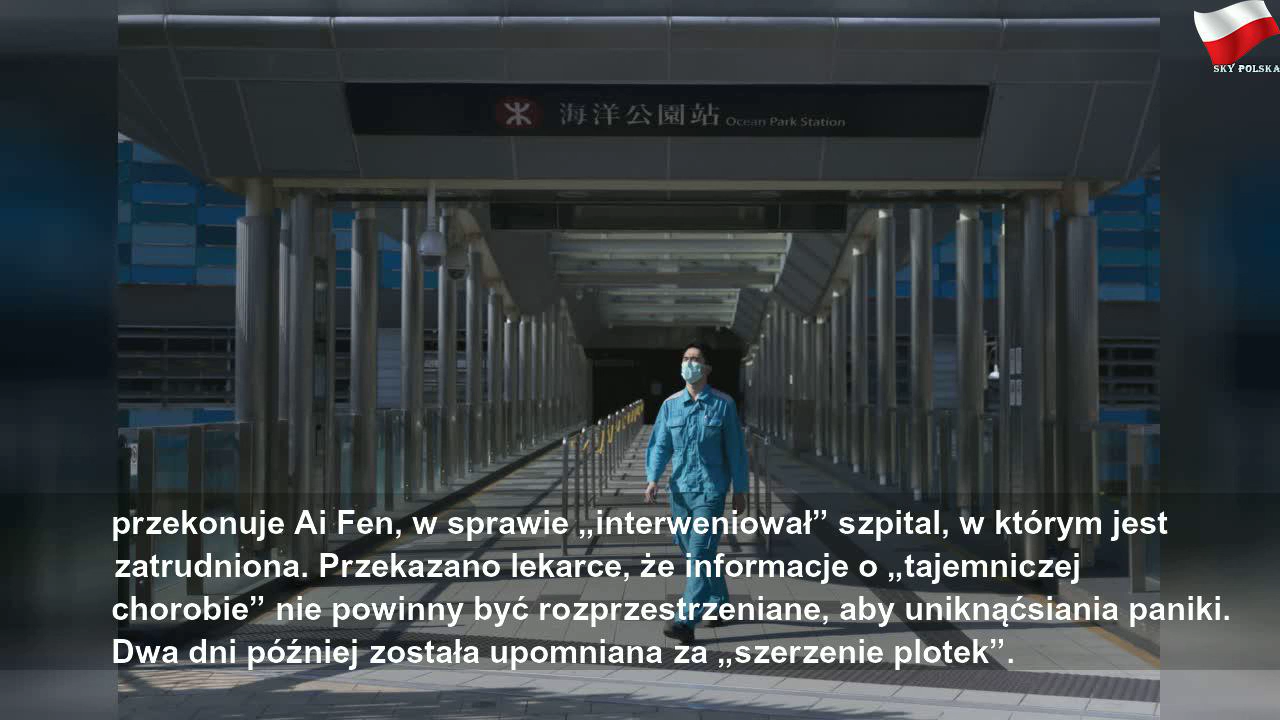 SKY POLSKA
海洋公園站 Ocean Park Station
przekonuje Ai Fen, w sprawie „interweniował” szpital, w którym jest
zatrudniona. Przekazano lekarce, że informacje o „tajemniczej
chorobie” nie powinny być rozprzestrzeniane, aby uniknąćsiania paniki.
Dwa dni później została upomniana za „szerzenie plotek”.